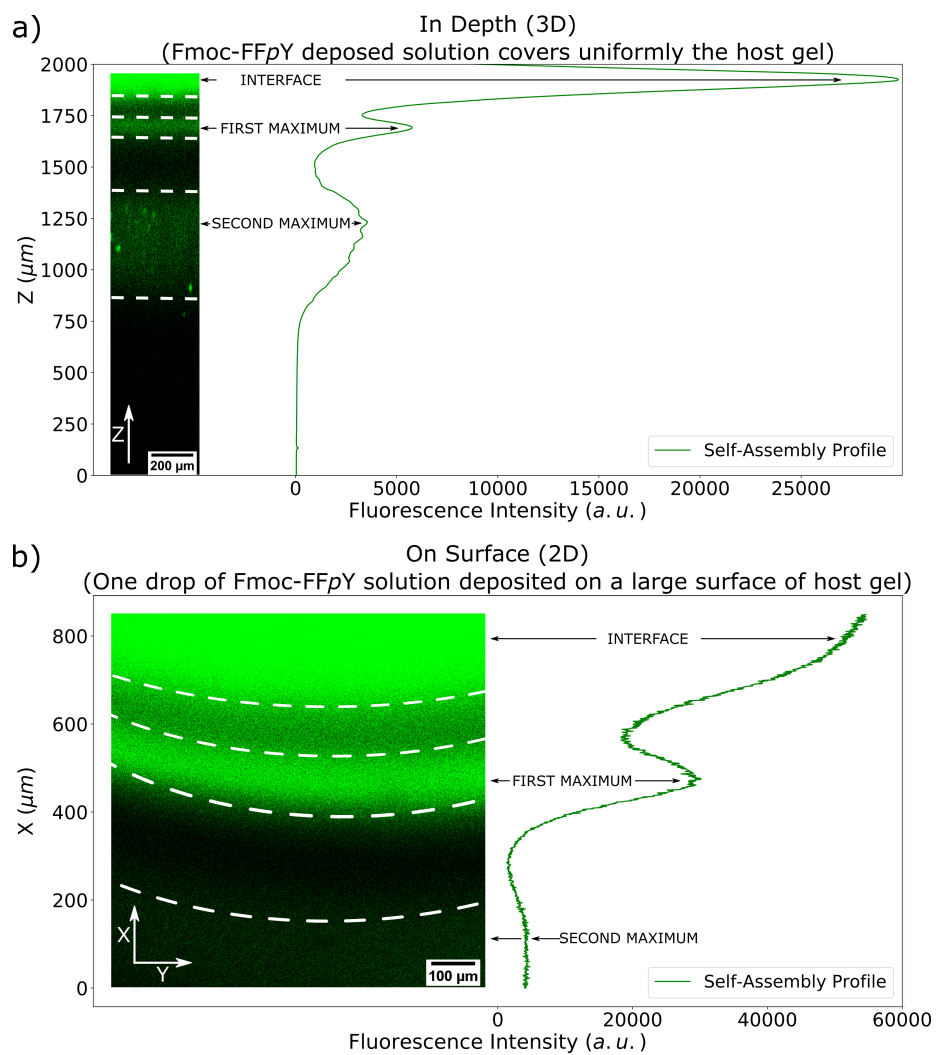 a)
In Depth (3D)
(Fmoc-FFpY deposed solution covers uniformly the host gel)
2000
1750
1500
1250
1000
750
500
250
0
Z (μm)
INTERFACE
FIRST MAXIMUM
SECOND MAXIMUM
Z
200 μm
Self-Assembly Profile
0 5000 10000 15000 20000 25000
Fluorescence Intensity (a.u.)
b)
On Surface (2D)
(One drop of Fmoc-FFpY solution deposited on a large surface of host gel)
800
600
400
200
0
X (μm)
INTERFACE
FIRST MAXIMUM
SECOND MAXIMUM
X
Y
100 μm
Self-Assembly Profile
0 20000 40000 60000
Fluorescence Intensity (a.u.)